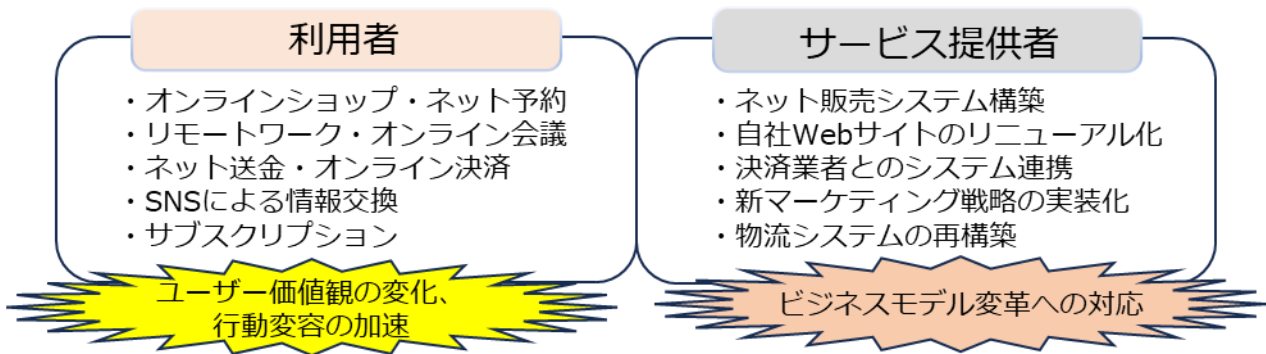 利用者
・オンラインショップ・ネット予約
・リモートワーク・オンライン会議
・ネット送金・オンライン決済
・SNSによる情報交換
・サブスクリプション
ユーザー価値観の変化、
行動変容の加速
サービス提供者
・ネット販売システム構築
・自社Webサイトのリニューアル化
・決済業者とのシステム連携
・新マーケティング戦略の実装化
・物流システムの再構築
ビジネスモデル変革への対応